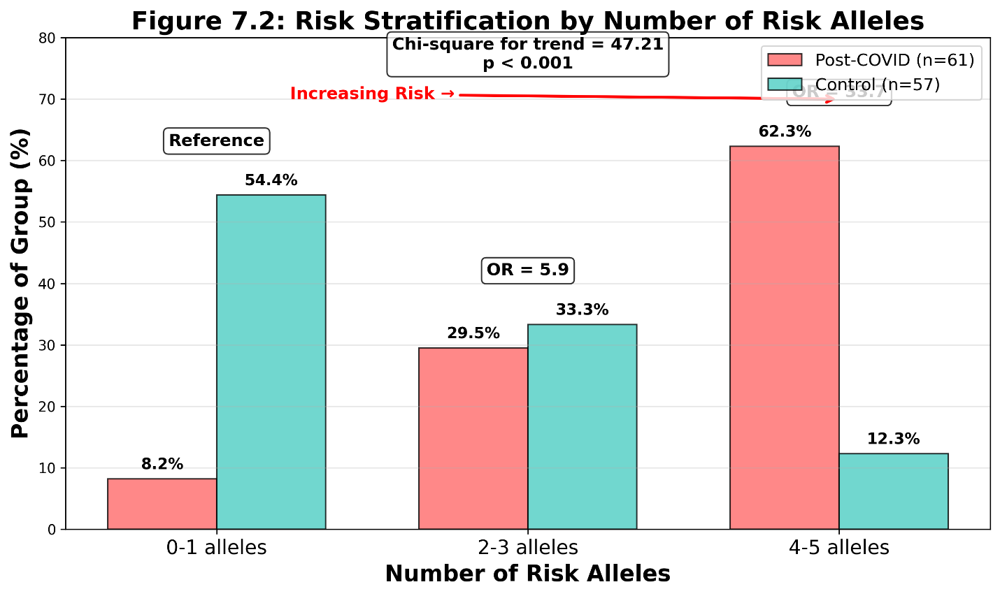 Figure 7.2: Risk Stratification by Number of Risk Alleles
Chi-square for trend = 47.21
p < 0.001
Post-COVID (n=61)
Control (n=57)
Increasing Risk →
OR = 33.7
Reference
62.3%
54.4%
OR = 5.9
33.3%
29.5%
12.3%
8.2%
80
70
60
50
40
30
20
10
0
Percentage of Group (%)
0-1 alleles
2-3 alleles
4-5 alleles
Number of Risk Alleles